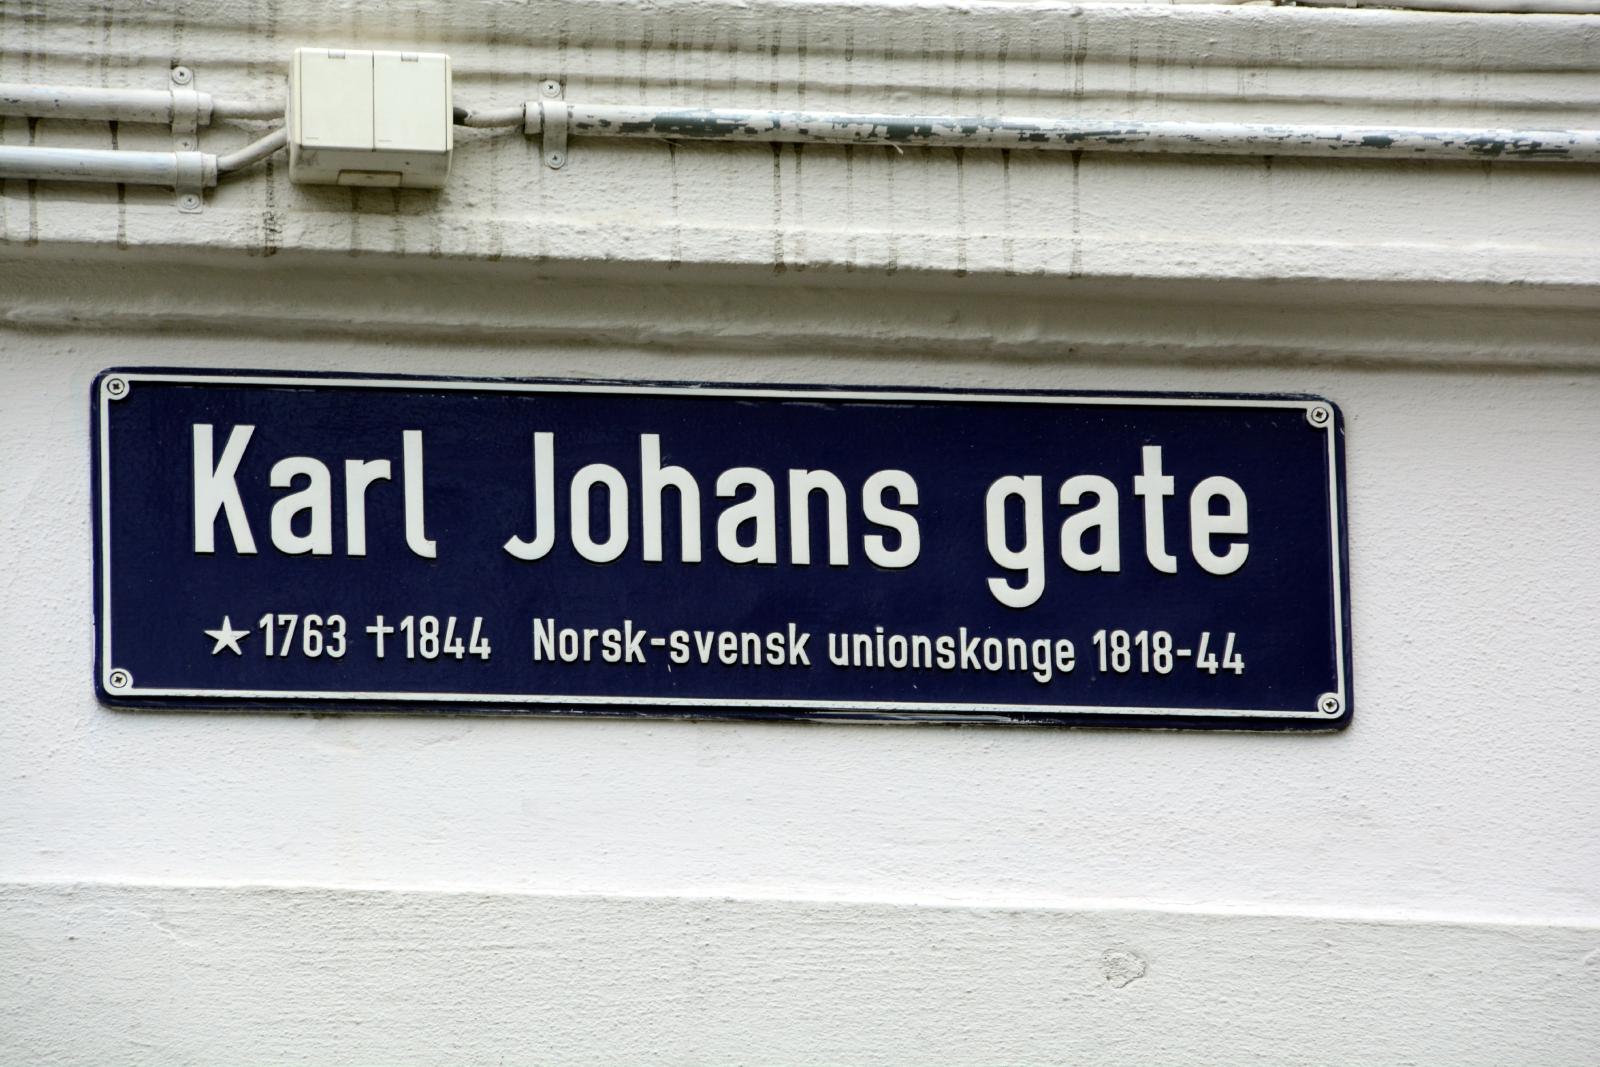 Karl Johans gate
★1763 †1844 Norsk-svensk unionskonge 1818-44